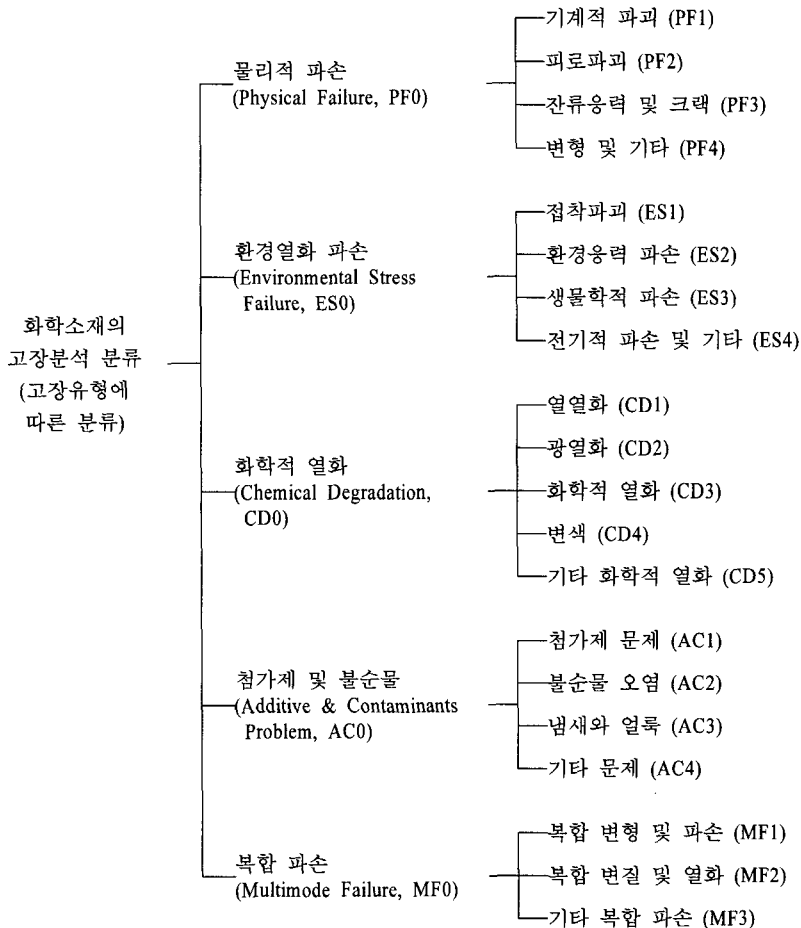 화학소재의
고장분석 분류
(고장유형에
따른 분류)
물리적 파손
(Physical Failure, PF0)
기계적 파괴 (PF1)
피로파괴 (PF2)
잔류응력 및 크랙 (PF3)
변형 및 기타 (PF4)
환경열화 파손
(Environmental Stress
Failure, ES0)
접착파괴 (ES1)
환경응력 파손 (ES2)
생물학적 파손 (ES3)
전기적 파손 및 기타 (ES4)
화학적 열화
(Chemical Degradation,
CD0)
열열화 (CD1)
광열화 (CD2)
화학적 열화 (CD3)
변색 (CD4)
기타 화학적 열화 (CD5)
첨가제 및 불순물
(Additive & Contaminants
Problem, AC0)
첨가제 문제 (AC1)
불순물 오염 (AC2)
냄새와 얼룩 (AC3)
기타 문제 (AC4)
복합 파손
(Multimode Failure, MF0)
복합 변형 및 파손 (MF1)
복합 변질 및 열화 (MF2)
기타 복합 파손 (MF3)